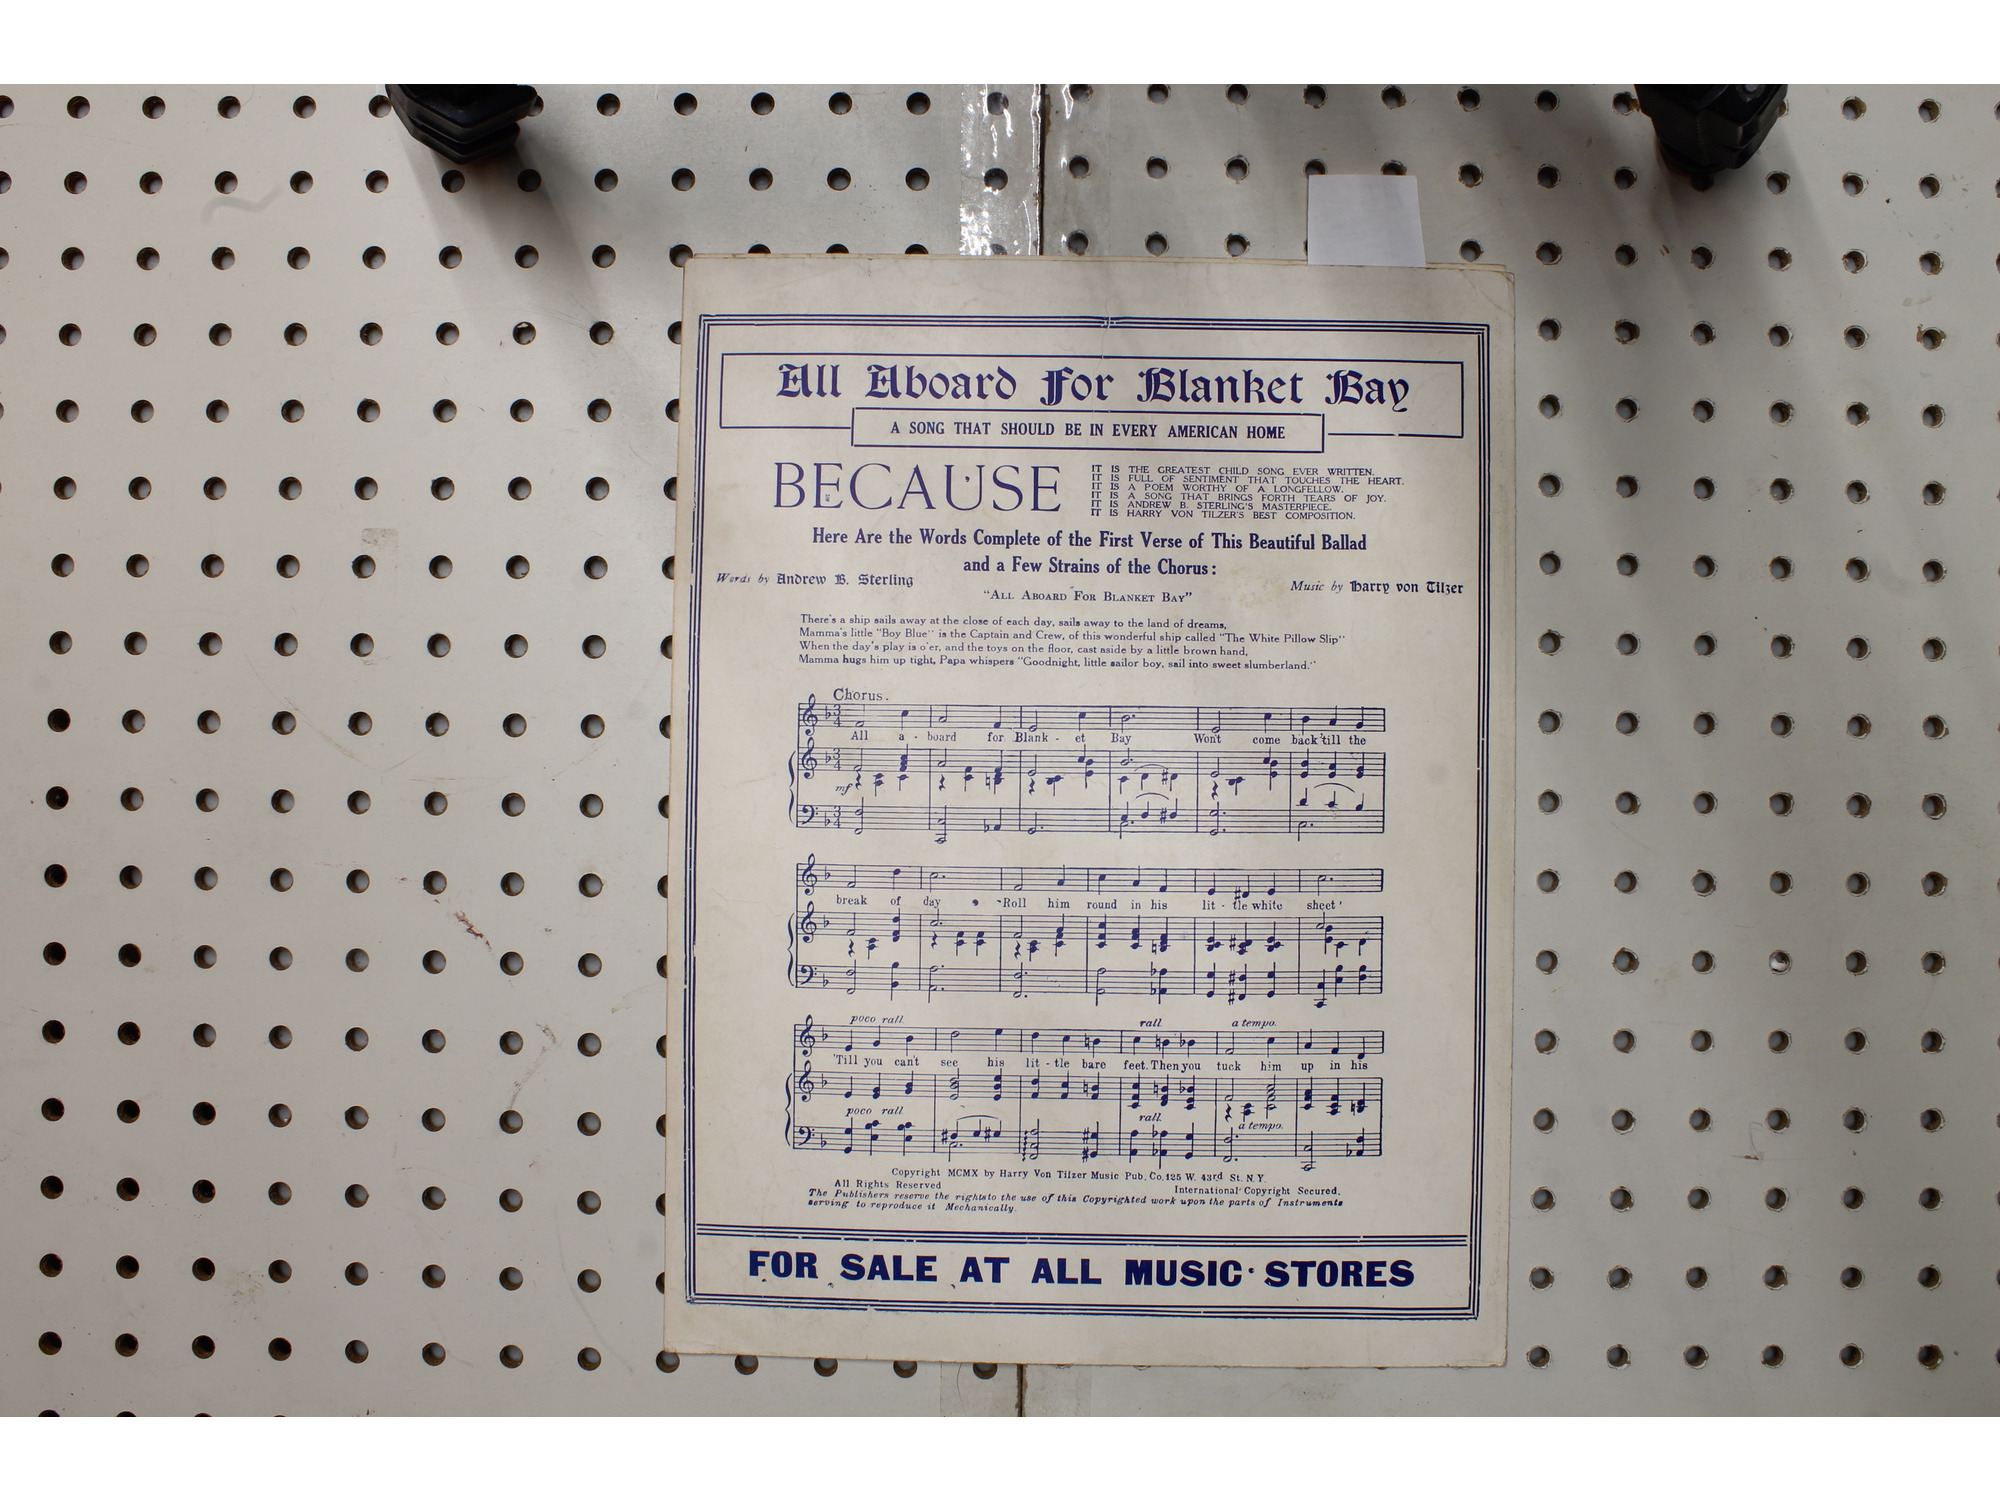 All Aboard For Blanket Bay
A SONG THAT SHOULD BE IN EVERY AMERICAN HOME
BECAUSE
IT IS THE GREATEST CHILD SONG EVER WRITTEN.
IT IS FULL OF SENTIMENT THAT TOUCHES THE HEART.
IT IS A POEM WORTHY OF A LONGFELLOW.
IT IS A SONG THAT BRINGS FORTH TEARS OF JOY.
IT IS ANDREW B. STERLING'S MASTERPIECE.
IT IS HARRY VON TILZER'S BEST COMPOSITION.
Here Are the Words Complete of the First Verse of This Beautiful Ballad
and a Few Strains of the Chorus:
Words by Andrew B. Sterling
Music by Harry von Tilzer
"ALL ABOARD FOR BLANKET BAY"
There's a ship sails away at the close of each day, sails away to the land of dreams,
Mamma's little "Boy Blue" is the Captain and Crew, of this wonderful ship called "The White Pillow Slip"
When the day's play is o'er, and the toys on the floor, cast aside by a little brown hand,
Mamma hugs him up tight, Papa whispers "Goodnight, little sailor boy, sail into sweet slumberland."
Chorus.
All a - board for Blank - et Bay Won't come back 'till the
mf
break of day Roll him round in his lit - tle white sheet
poco rall. rall. a tempo.
'Till you can't see his lit - tle bare feet. Then you tuck him up in his
poco rall. rall. a tempo.
Copyright MCMX by Harry Von Tilzer Music Pub. Co. 125 W. 43rd St. N.Y.
All Rights Reserved International Copyright Secured.
The Publishers reserve the rights to the use of this Copyrighted work upon the parts of Instruments
serving to reproduce it Mechanically.
FOR SALE AT ALL MUSIC STORES